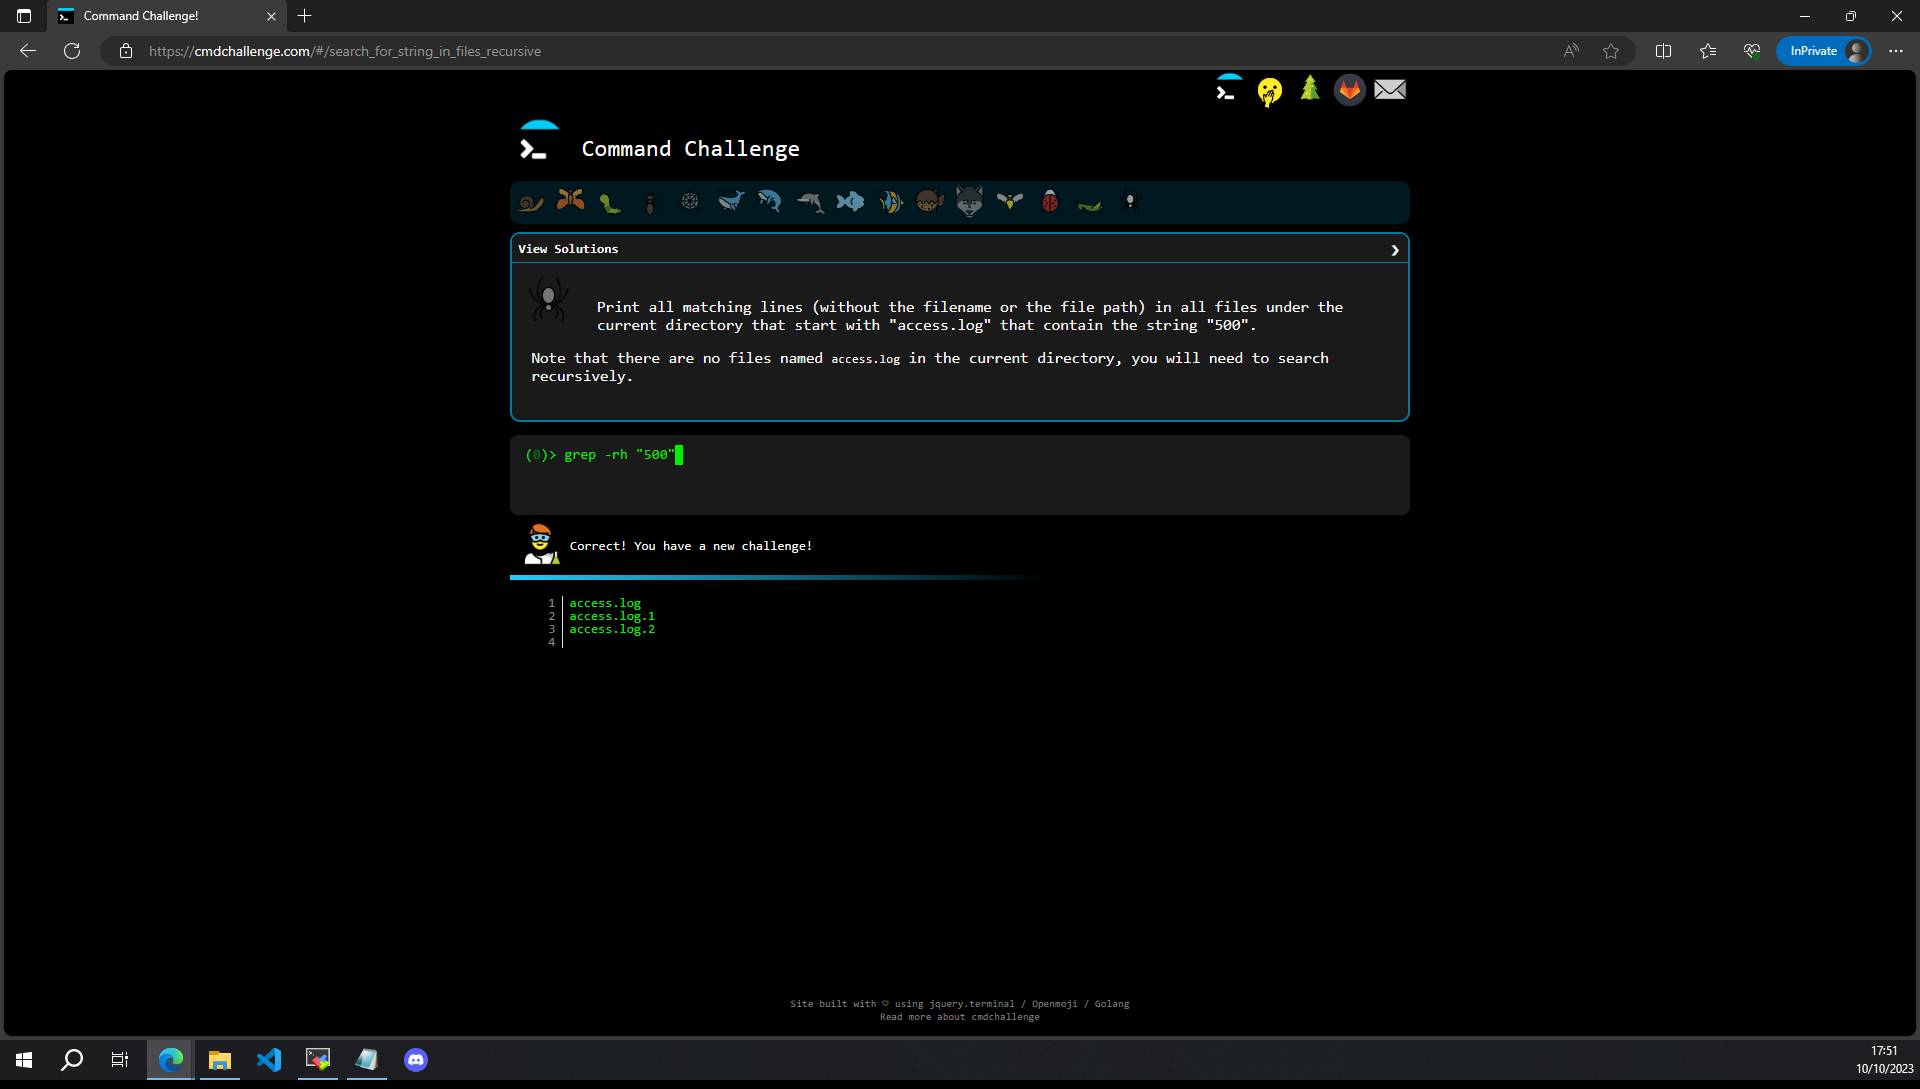 Command Challenge!
https://cmdchallenge.com/#/search_for_string_in_files_recursive
InPrivate
Command Challenge
View Solutions
Print all matching lines (without the filename or the file path) in all files under the
current directory that start with "access.log" that contain the string "500".
Note that there are no files named access.log in the current directory, you will need to search
recursively.
(0)> grep -rh "500"
Correct! You have a new challenge!
1 access.log
2 access.log.1
3 access.log.2
4
Site built with ♡ using jquery.terminal / Openmoji / Golang
Read more about cmdchallenge
17:51
10/10/2023